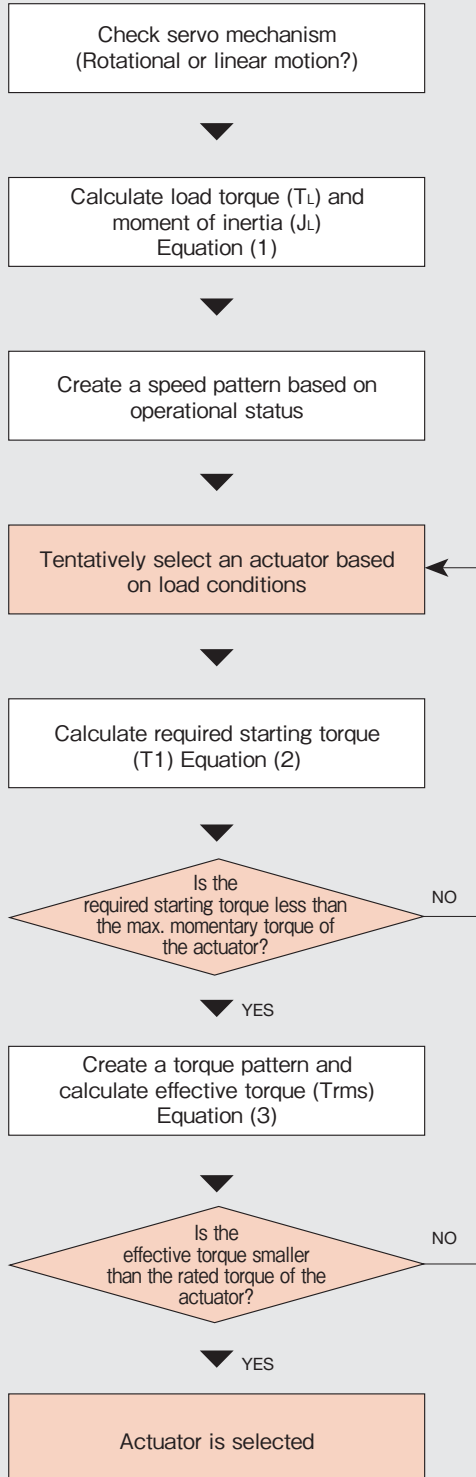 Check servo mechanism
(Rotational or linear motion?)
Calculate load torque (TL) and
moment of inertia (JL)
Equation (1)
Create a speed pattern based on
operational status
Tentatively select an actuator based
on load conditions
Calculate required starting torque
(T1) Equation (2)
Is the
required starting torque less than
the max. momentary torque of
the actuator?
NO
YES
Create a torque pattern and
calculate effective torque (Trms)
Equation (3)
Is the
effective torque smaller
than the rated torque of the
actuator?
NO
YES
Actuator is selected